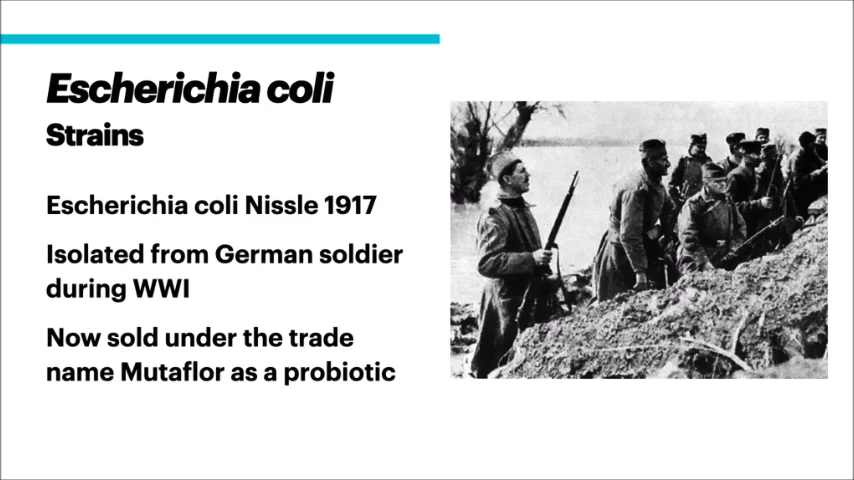 Escherichia coli
Strains
Escherichia coli Nissle 1917
Isolated from German soldier
during WWI
Now sold under the trade
name Mutaflor as a probiotic